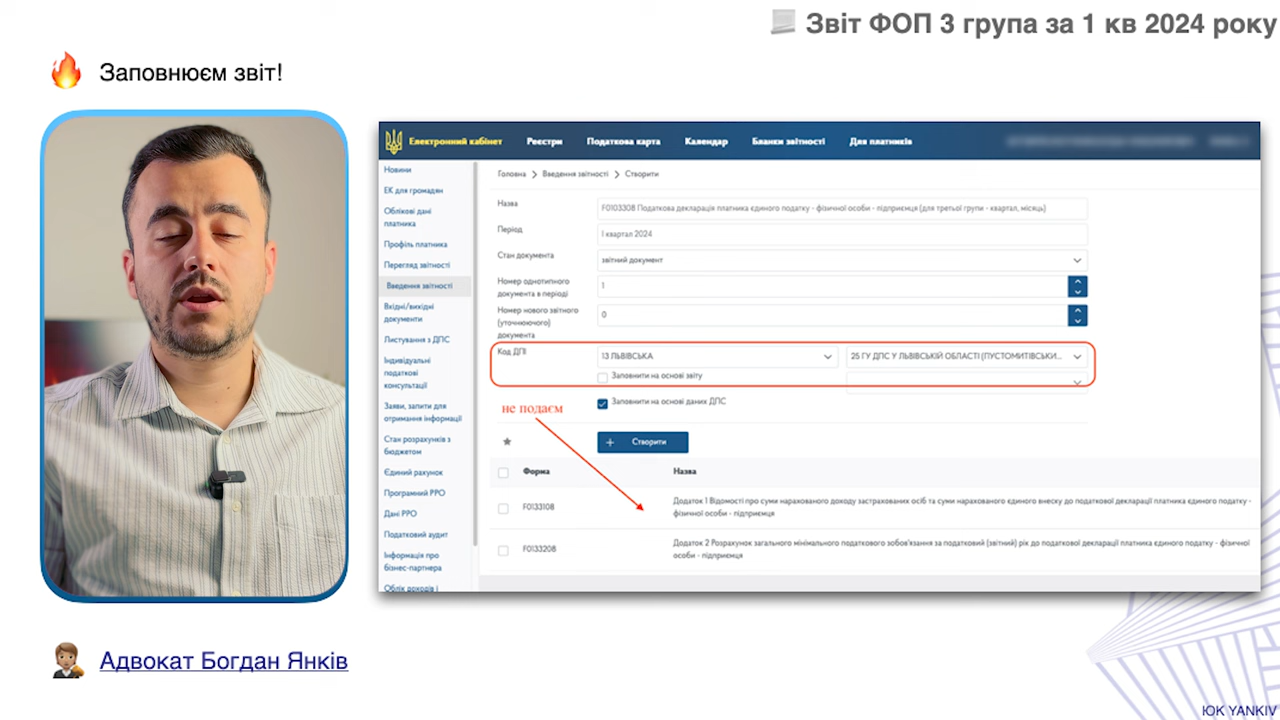 Звіт ФОП 3 група за 1 кв 2024 року
Заповнюєм звіт!
Електронний кабінет
Реєстри
Податкова карта
Календар
Бланки звітності
Для платників
Новини
ЕК для громадян
Облікові дані
платника
Профіль платника
Перегляд звітності
Введення звітності
Вхідні/вихідні
документи
Листування з ДПС
Індивідуальні
податкові
консультації
Заяви, запити для
отримання інформації
Стан розрахунків з
бюджетом
Єдиний рахунок
Програмний РРО
Дані РРО
Податковий аудит
Інформація про
бізнес-партнера
Облік доходів і
Головна > Введення звітності > Створити
Назва
F0103308 Податкова декларація платника єдиного податку - фізичної особи - підприємця (для третьої групи - квартал, місяць)
Період
І квартал 2024
Стан документа
звітний документ
Номер однотипного
документа в періоді
1
Номер нового звітного
(уточнюючого)
документа
0
Код ДПІ
13 ЛЬВІВСЬКА
25 ГУ ДПС У ЛЬВІВСЬКІЙ ОБЛАСТІ (ПУСТОМИТІВСЬКИ...
Заповнити на основі звіту
Заповнити на основі даних ДПС
не подаєм
+ Створити
Форма
Назва
F0133108
Додаток 1 Відомості про суми нарахованого доходу застрахованих осіб та суми нарахованого єдиного внеску до податкової декларації платника єдиного податку -
фізичної особи - підприємця
F0133208
Додаток 2 Розрахунок загального мінімального податкового зобов'язання за податковий (звітний) рік до податкової декларації платника єдиного податку - фізичної
особи - підприємця
Адвокат Богдан Янків
ЮК YANKIV